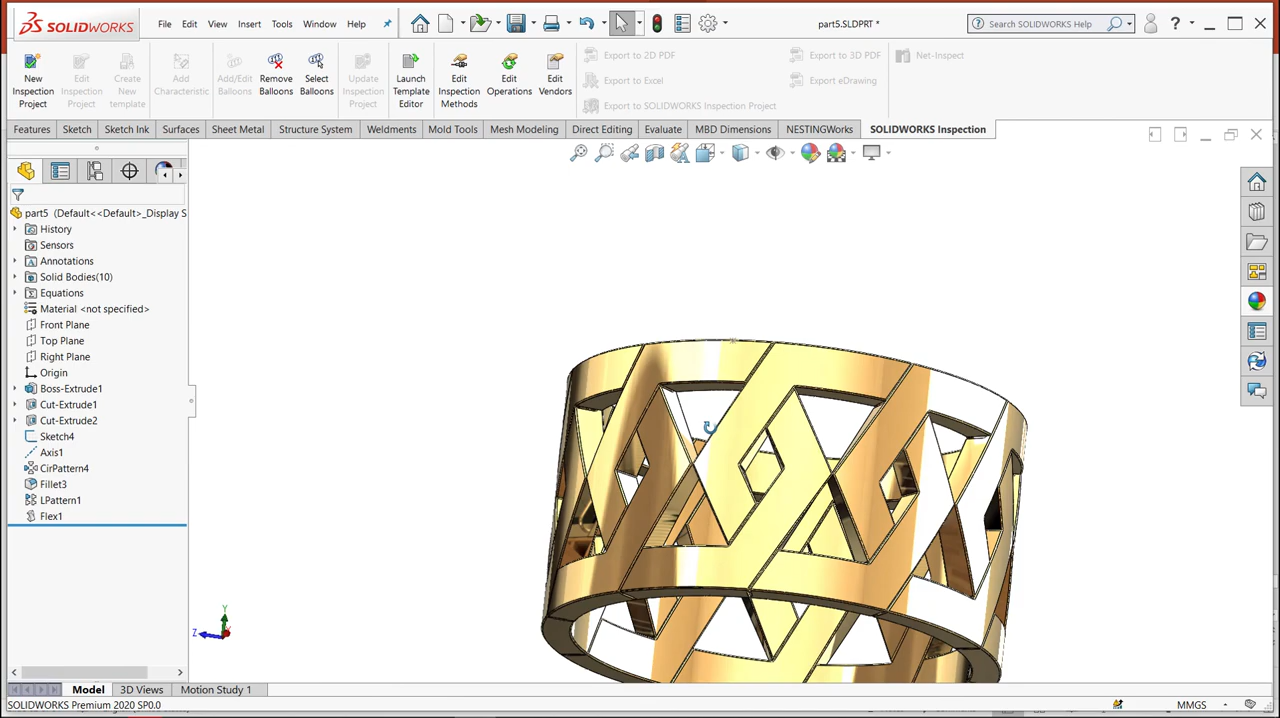 SOLIDWORKS
File Edit View Insert Tools Window Help
part5.SLDPRT *
Search SOLIDWORKS Help
New Inspection Project
Edit Inspection Project
Create New template
Add Characteristic
Add/Edit Balloons
Remove Balloons
Select Balloons
Update Inspection Project
Launch Template Editor
Edit Inspection Methods
Edit Operations
Edit Vendors
Export to 2D PDF
Export to Excel
Export to SOLIDWORKS Inspection Project
Export to 3D PDF
Export eDrawing
Net-Inspect
Features Sketch Sketch Ink Surfaces Sheet Metal Structure System Weldments Mold Tools Mesh Modeling Direct Editing Evaluate MBD Dimensions NESTINGWorks SOLIDWORKS Inspection
part5 (Default<<Default>_Display S
History
Sensors
Annotations
Solid Bodies(10)
Equations
Material <not specified>
Front Plane
Top Plane
Right Plane
Origin
Boss-Extrude1
Cut-Extrude1
Cut-Extrude2
Sketch4
Axis1
CirPattern4
Fillet3
LPattern1
Flex1
Y
Z
Model 3D Views Motion Study 1
SOLIDWORKS Premium 2020 SP0.0
MMGS